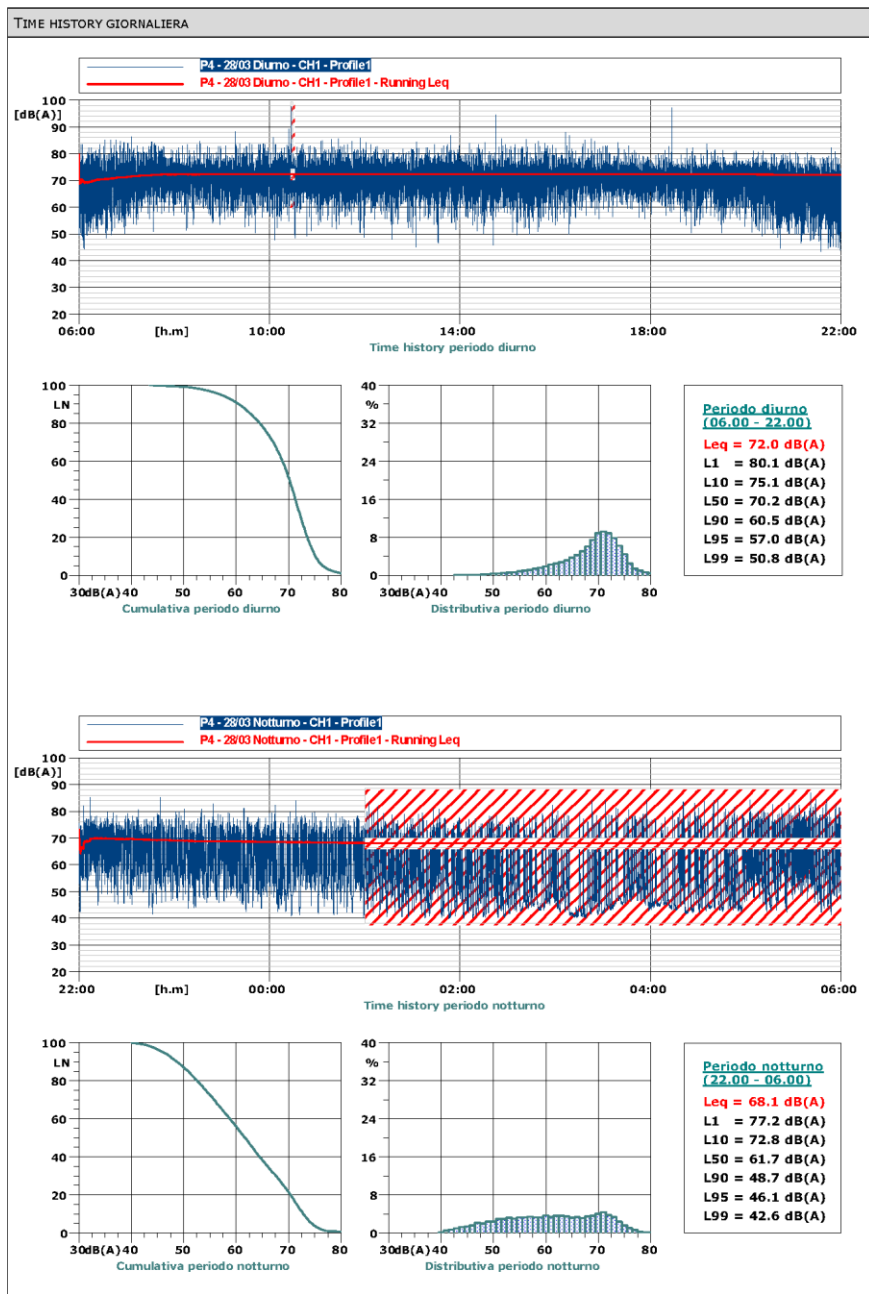 TIME HISTORY GIORNALIERA
P4 - 28/03 Diurno - CH1 - Profile1
P4 - 28/03 Diurno - CH1 - Profile1 - Running Leq
100
[dB(A)]
90
80
70
60
50
40
30
20
06:00 [h.m] 10:00 14:00 18:00 22:00
Time history periodo diurno
100
LN
80
60
40
20
0
30 dB(A) 40 50 60 70 80
Cumulativa periodo diurno
40
%
32
24
16
8
0
30 dB(A) 40 50 60 70 80
Distributiva periodo diurno
Periodo diurno
(06.00 - 22.00)
Leq = 72.0 dB(A)
L1 = 80.1 dB(A)
L10 = 75.1 dB(A)
L50 = 70.2 dB(A)
L90 = 60.5 dB(A)
L95 = 57.0 dB(A)
L99 = 50.8 dB(A)
P4 - 28/03 Notturno - CH1 - Profile1
P4 - 28/03 Notturno - CH1 - Profile1 - Running Leq
100
[dB(A)]
90
80
70
60
50
40
30
20
22:00 [h.m] 00:00 02:00 04:00 06:00
Time history periodo notturno
100
LN
80
60
40
20
0
30 dB(A) 40 50 60 70 80
Cumulativa periodo notturno
40
%
32
24
16
8
0
30 dB(A) 40 50 60 70 80
Distributiva periodo notturno
Periodo notturno
(22.00 - 06.00)
Leq = 68.1 dB(A)
L1 = 77.2 dB(A)
L10 = 72.8 dB(A)
L50 = 61.7 dB(A)
L90 = 48.7 dB(A)
L95 = 46.1 dB(A)
L99 = 42.6 dB(A)